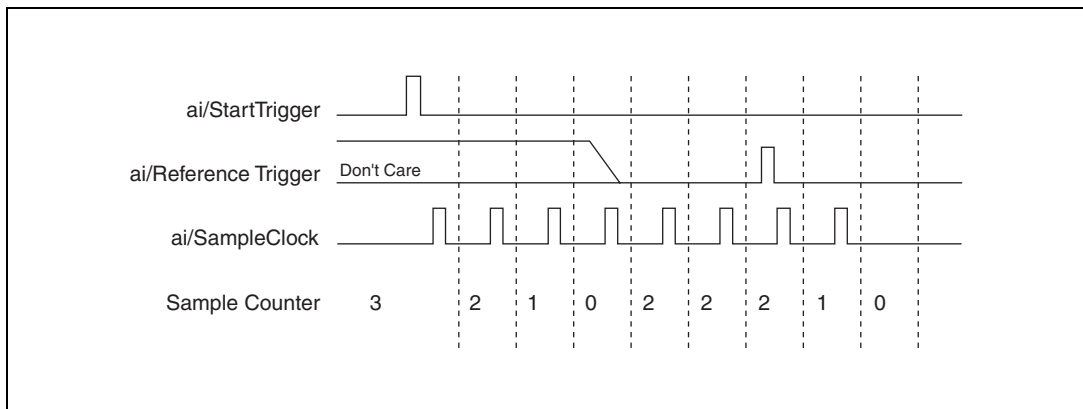 ai/StartTrigger
ai/Reference Trigger Don't Care
ai/SampleClock
Sample Counter 3 2 1 0 2 2 2 1 0